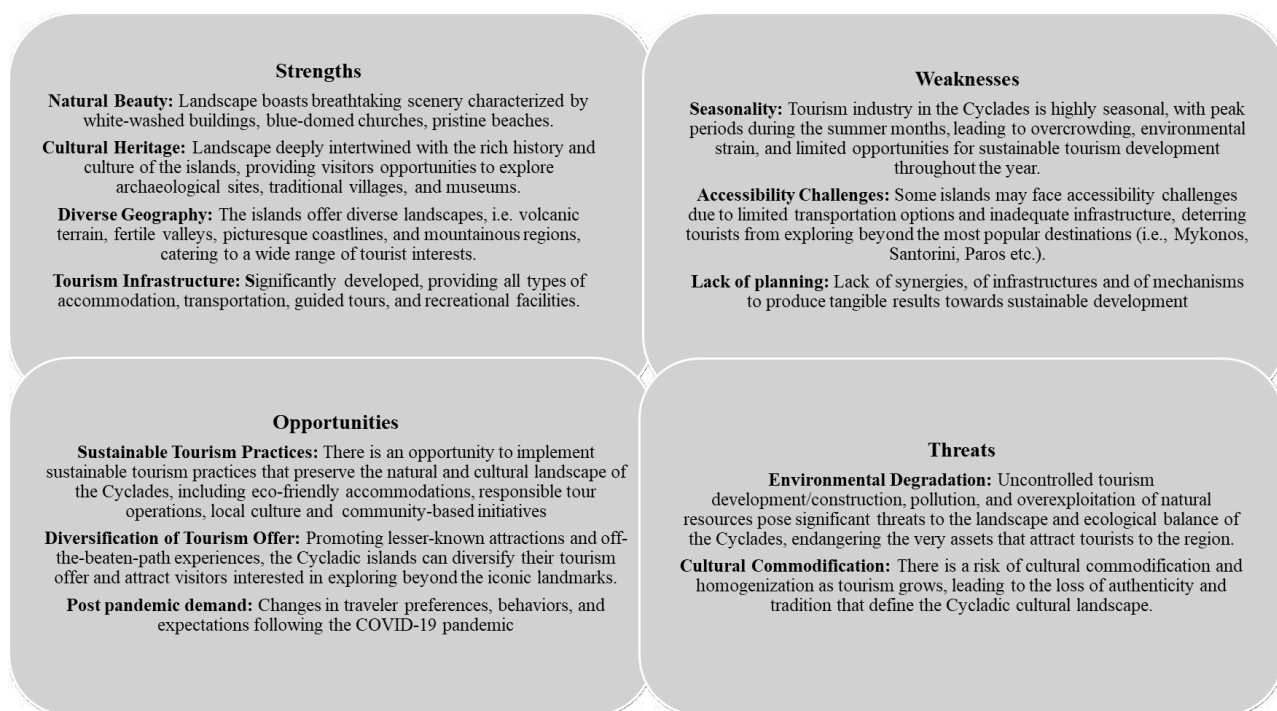 Strengths
Natural Beauty: Landscape boasts breathtaking scenery characterized by
white-washed buildings, blue-domed churches, pristine beaches.
Cultural Heritage: Landscape deeply intertwined with the rich history and
culture of the islands, providing visitors opportunities to explore
archaeological sites, traditional villages, and museums.
Diverse Geography: The islands offer diverse landscapes, i.e. volcanic
terrain, fertile valleys, picturesque coastlines, and mountainous regions,
catering to a wide range of tourist interests.
Tourism Infrastructure: Significantly developed, providing all types of
accommodation, transportation, guided tours, and recreational facilities.
Weaknesses
Seasonality: Tourism industry in the Cyclades is highly seasonal, with peak
periods during the summer months, leading to overcrowding, environmental
strain, and limited opportunities for sustainable tourism development
throughout the year.
Accessibility Challenges: Some islands may face accessibility challenges
due to limited transportation options and inadequate infrastructure, deterring
tourists from exploring beyond the most popular destinations (i.e., Mykonos,
Santorini, Paros etc.).
Lack of planning: Lack of synergies, of infrastructures and of mechanisms
to produce tangible results towards sustainable development
Opportunities
Sustainable Tourism Practices: There is an opportunity to implement
sustainable tourism practices that preserve the natural and cultural landscape of
the Cyclades, including eco-friendly accommodations, responsible tour
operations, local culture and community-based initiatives
Diversification of Tourism Offer: Promoting lesser-known attractions and off-
the-beaten-path experiences, the Cycladic islands can diversify their tourism
offer and attract visitors interested in exploring beyond the iconic landmarks.
Post pandemic demand: Changes in traveler preferences, behaviors, and
expectations following the COVID-19 pandemic
Threats
Environmental Degradation: Uncontrolled tourism
development/construction, pollution, and overexploitation of natural
resources pose significant threats to the landscape and ecological balance of
the Cyclades, endangering the very assets that attract tourists to the region.
Cultural Commodification: There is a risk of cultural commodification and
homogenization as tourism grows, leading to the loss of authenticity and
tradition that define the Cycladic cultural landscape.